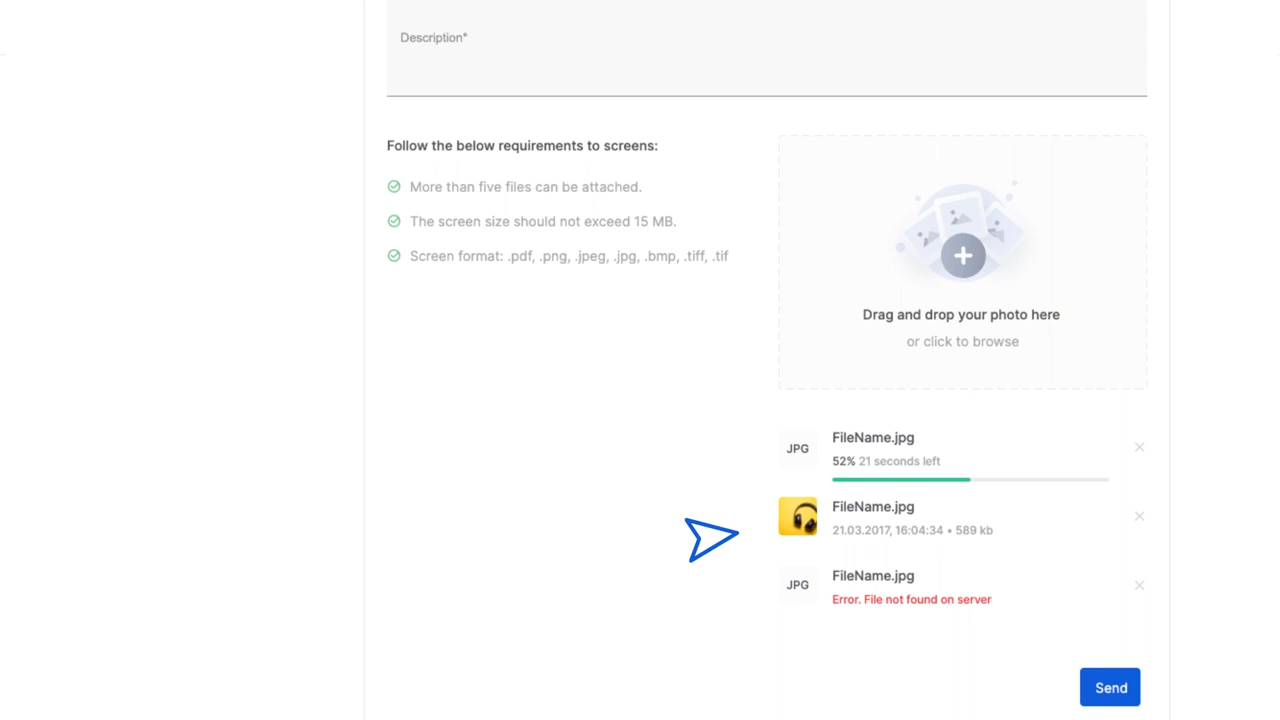 Description*
Follow the below requirements to screens:
More than five files can be attached.
The screen size should not exceed 15 MB.
Screen format: .pdf, .png, .jpeg, .jpg, .bmp, .tiff, .tif
Drag and drop your photo here
or click to browse
JPG
FileName.jpg
52% 21 seconds left
FileName.jpg
21.03.2017, 16:04:34 • 589 kb
JPG
FileName.jpg
Error. File not found on server
Send